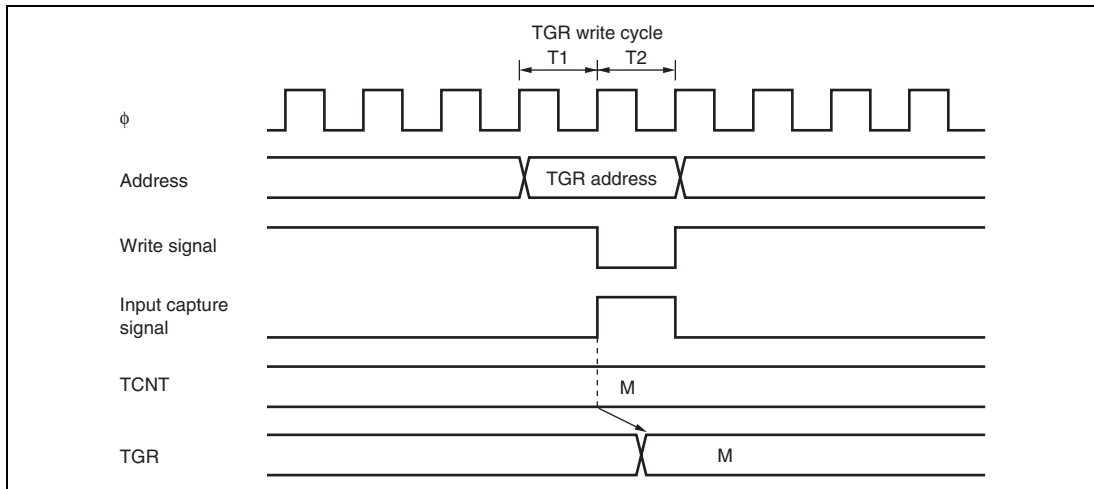 TGR write cycle
T1 T2
ϕ
Address TGR address
Write signal
Input capture
signal
TCNT M
TGR M